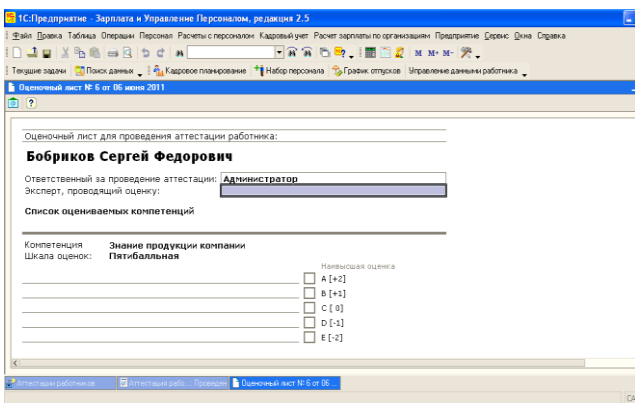 1С:Предприятие - Зарплата и Управление Персоналом, редакция 2.5
Файл Правка Таблица Операции Персонал Расчеты с персоналом Кадровый учет Расчет зарплаты по организациям Предприятие Сервис Окна Справка
M M+ M-
Текущие задачи Поиск данных Кадровое планирование Набор персонала График отпусков Управление данными работника
Оценочный лист № 6 от 06 июня 2011
Оценочный лист для проведения аттестации работника:
Бобриков Сергей Федорович
Ответственный за проведение аттестации: Администратор
Эксперт, проводящий оценку:
Список оцениваемых компетенций
Компетенция Знание продукции компании
Шкала оценок: Пятибалльная
Наивысшая оценка
A [+2]
B [+1]
C [ 0]
D [-1]
E [-2]
Аттестации работников Аттестация рабо...: Проведен Оценочный лист № 6 от 06 ...